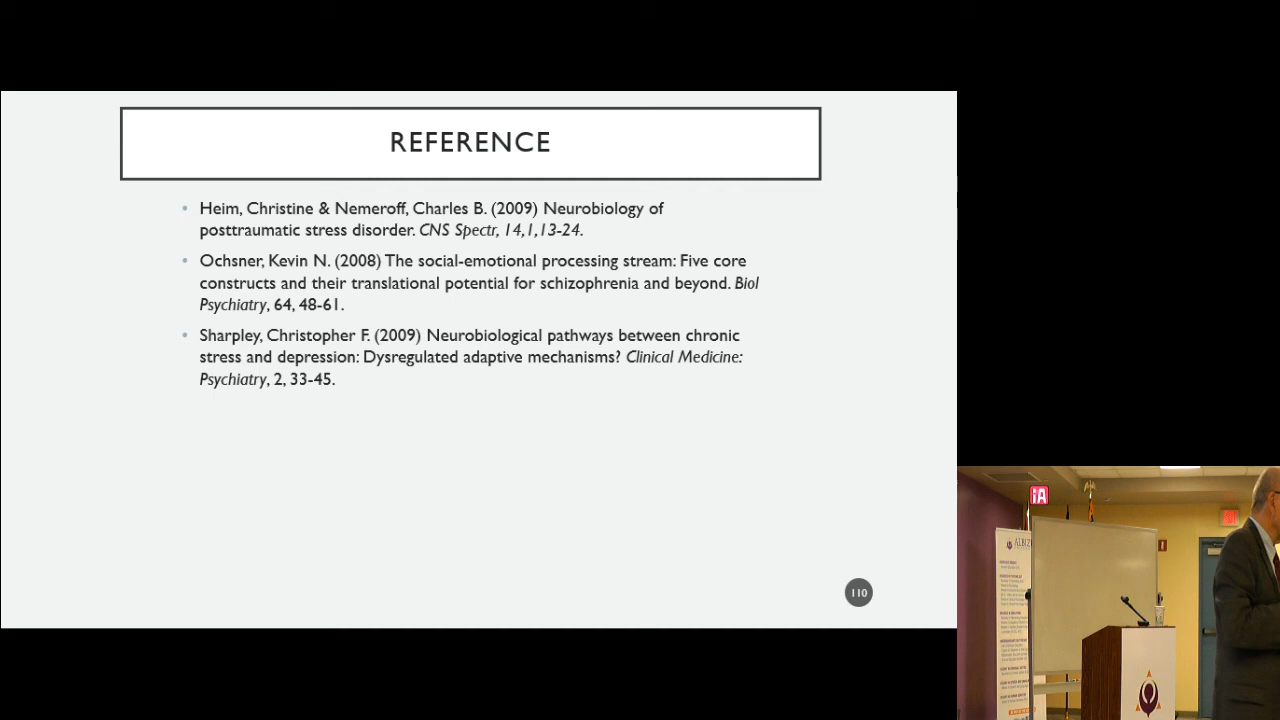 REFERENCE
• Heim, Christine & Nemeroff, Charles B. (2009) Neurobiology of
posttraumatic stress disorder. CNS Spectr, 14,1,13-24.
• Ochsner, Kevin N. (2008) The social-emotional processing stream: Five core
constructs and their translational potential for schizophrenia and beyond. Biol
Psychiatry, 64, 48-61.
• Sharpley, Christopher F. (2009) Neurobiological pathways between chronic
stress and depression: Dysregulated adaptive mechanisms? Clinical Medicine:
Psychiatry, 2, 33-45.
110
iA
ALBIZ